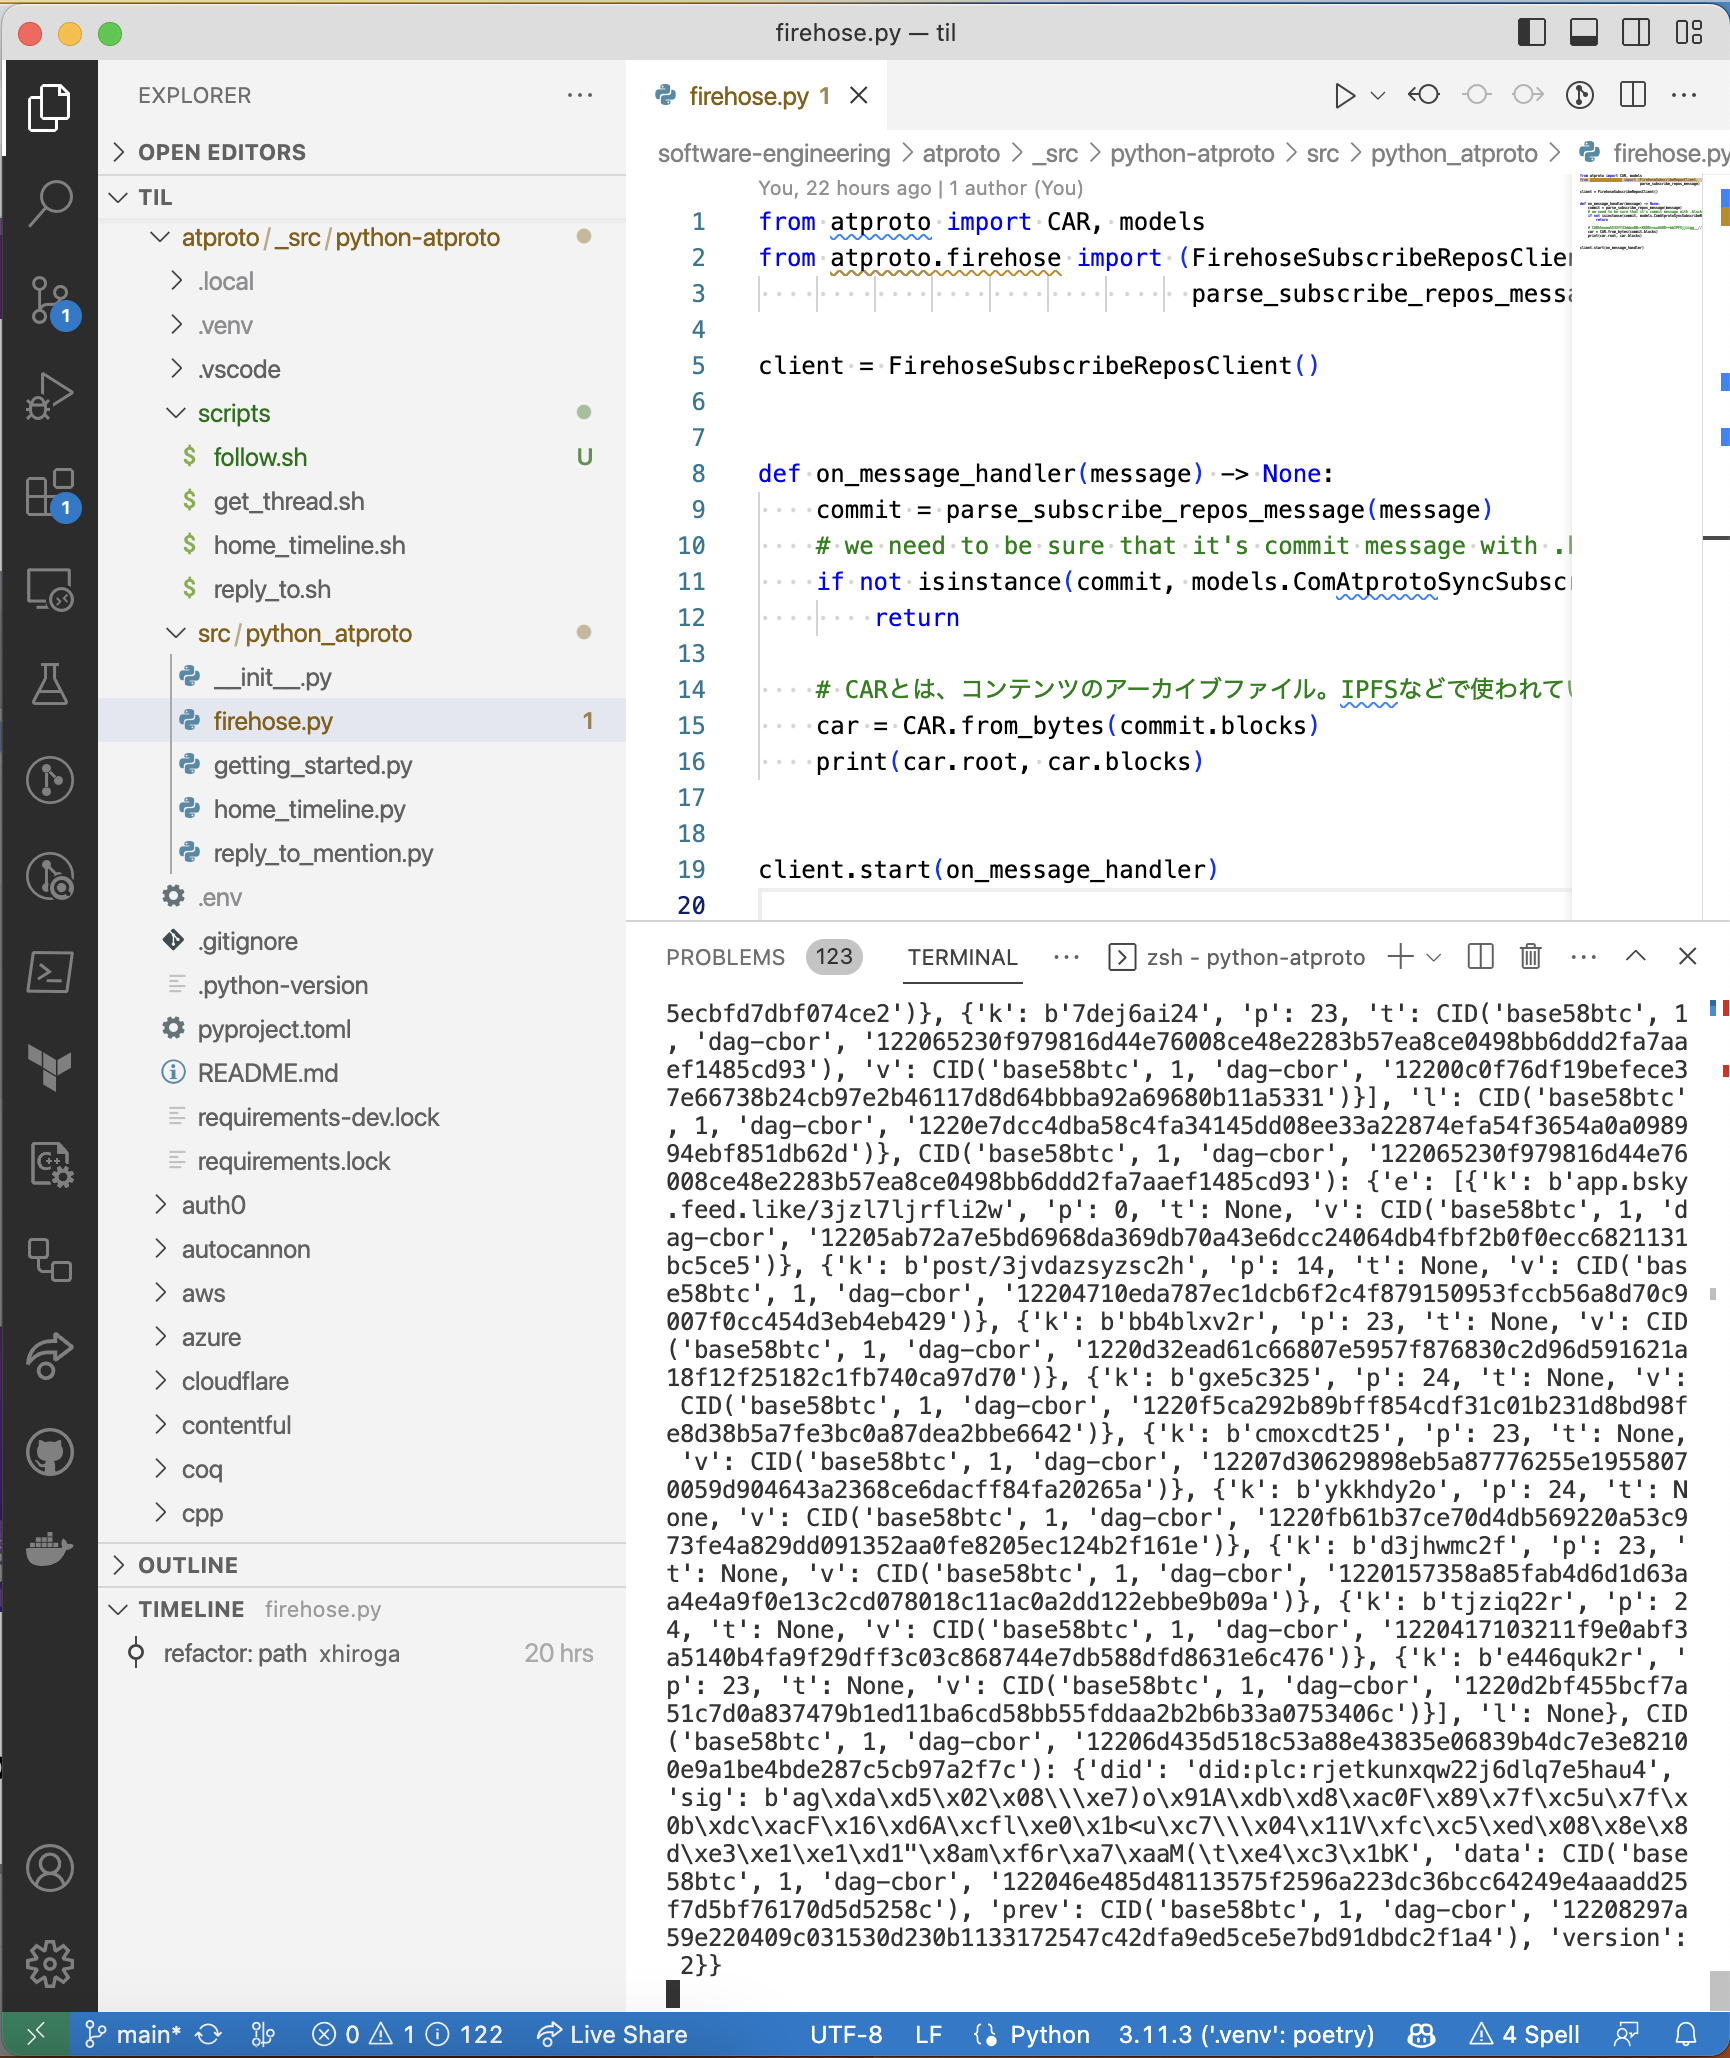 firehose.py — til
EXPLORER
OPEN EDITORS
TIL
atproto/_src/python-atproto
.local
.venv
.vscode
scripts
follow.sh U
get_thread.sh
home_timeline.sh
reply_to.sh
src/python_atproto
__init__.py
firehose.py 1
getting_started.py
home_timeline.py
reply_to_mention.py
.env
.gitignore
.python-version
pyproject.toml
README.md
requirements-dev.lock
requirements.lock
auth0
autocannon
aws
azure
cloudflare
contentful
coq
cpp
OUTLINE
TIMELINE firehose.py
refactor: path xhiroga 20 hrs
1
1
firehose.py 1
software-engineering > atproto > _src > python-atproto > src > python_atproto > firehose.py
You, 22 hours ago | 1 author (You)
1 from atproto import CAR, models
2 from atproto.firehose import (FirehoseSubscribeReposClien
3 parse_subscribe_repos_messa
4
5 client = FirehoseSubscribeReposClient()
6
7
8 def on_message_handler(message) -> None:
9 commit = parse_subscribe_repos_message(message)
10 # we need to be sure that it's commit message with .
11 if not isinstance(commit, models.ComAtprotoSyncSubscr
12 return
13
14 # CARとは、コンテンツのアーカイブファイル。IPFSなどで使われてい
15 car = CAR.from_bytes(commit.blocks)
16 print(car.root, car.blocks)
17
18
19 client.start(on_message_handler)
20
PROBLEMS 123 TERMINAL ··· zsh - python-atproto
5ecbfd7dbf074ce2')}, {'k': b'7dej6ai24', 'p': 23, 't': CID('base58btc', 1
, 'dag-cbor', '122065230f979816d44e76008ce48e2283b57ea8ce0498bb6ddd2fa7aa
ef1485cd93'), 'v': CID('base58btc', 1, 'dag-cbor', '12200c0f76df19befece3
7e66738b24cb97e2b46117d8d64bbba92a69680b11a5331')}], 'l': CID('base58btc'
, 1, 'dag-cbor', '1220e7dcc4dba58c4fa34145dd08ee33a22874efa54f3654a0a0989
94ebf851db62d')}, CID('base58btc', 1, 'dag-cbor', '122065230f979816d44e76
008ce48e2283b57ea8ce0498bb6ddd2fa7aaef1485cd93'): {'e': [{'k': b'app.bsky
.feed.like/3jzl7ljrfli2w', 'p': 0, 't': None, 'v': CID('base58btc', 1, 'd
ag-cbor', '12205ab72a7e5bd6968da369db70a43e6dcc24064db4fbf2b0f0ecc6821131
bc5ce5')}, {'k': b'post/3jvdazsyzsc2h', 'p': 14, 't': None, 'v': CID('bas
e58btc', 1, 'dag-cbor', '12204710eda787ec1dcb6f2c4f879150953fccb56a8d70c9
007f0cc454d3eb4eb429')}, {'k': b'bb4blxv2r', 'p': 23, 't': None, 'v': CID
('base58btc', 1, 'dag-cbor', '1220d32ead61c66807e5957f876830c2d96d591621a
18f12f25182c1fb740ca97d70')}, {'k': b'gxe5c325', 'p': 24, 't': None, 'v':
CID('base58btc', 1, 'dag-cbor', '1220f5ca292b89bff854cdf31c01b231d8bd98f
e8d38b5a7fe3bc0a87dea2bbe6642')}, {'k': b'cmoxcdt25', 'p': 23, 't': None,
'v': CID('base58btc', 1, 'dag-cbor', '12207d30629898eb5a87776255e1955807
0059d904643a2368ce6dacff84fa20265a')}, {'k': b'ykkhdy2o', 'p': 24, 't': N
one, 'v': CID('base58btc', 1, 'dag-cbor', '1220fb61b37ce70d4db569220a53c9
73fe4a829dd091352aa0fe8205ec124b2f161e')}, {'k': b'd3jhwmc2f', 'p': 23, '
t': None, 'v': CID('base58btc', 1, 'dag-cbor', '1220157358a85fab4d6d1d63a
a4e4a9f0e13c2cd078018c11ac0a2dd122ebbe9b09a')}, {'k': b'tjziq22r', 'p': 2
4, 't': None, 'v': CID('base58btc', 1, 'dag-cbor', '1220417103211f9e0abf3
a5140b4fa9f29dff3c03c868744e7db588dfd8631e6c476')}, {'k': b'e446quk2r', '
p': 23, 't': None, 'v': CID('base58btc', 1, 'dag-cbor', '1220d2bf455bcf7a
51c7d0a837479b1ed11ba6cd58bb55fddaa2b2b6b33a0753406c')}], 'l': None}, CID
('base58btc', 1, 'dag-cbor', '12206d435d518c53a88e43835e06839b4dc7e3e8210
0e9a1be4bde287c5cb97a2f7c'): {'did': 'did:plc:rjetkunxqw22j6dlq7e5hau4',
'sig': b'ag\xda\xd5\x02\x08\\\xe7)o\x91A\xdb\xd8\xac0F\x89\x7f\xc5u\x7f\x
0b\xdc\xacF\x16\xd6A\xcfl\xe0\x1b<u\xc7\\\x04\x11V\xfc\xc5\xed\x08\x8e\x8
d\xe3\xe1\xe1\xd1"\x8am\xf6r\xa7\xaaM(\t\xe4\xc3\x1bK', 'data': CID('base
58btc', 1, 'dag-cbor', '122046e485d48113575f2596a223dc36bcc64249e4aaadd25
f7d5bf76170d5d5258c'), 'prev': CID('base58btc', 1, 'dag-cbor', '12208297a
59e220409c031530d230b1133172547c42dfa9ed5ce5e7bd91dbdc2f1a4'), 'version':
2}}
main* 0 1 122 Live Share UTF-8 LF Python 3.11.3 ('.venv': poetry) 4 Spell